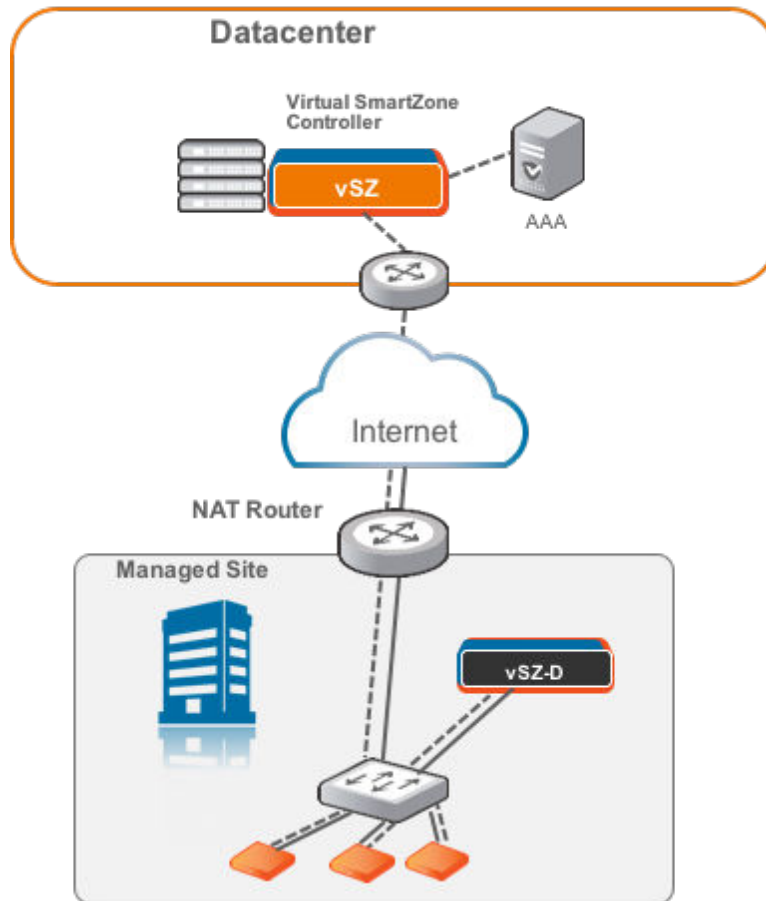 Datacenter
Virtual SmartZone
Controller
vSZ
AAA
Internet
NAT Router
Managed Site
vSZ-D